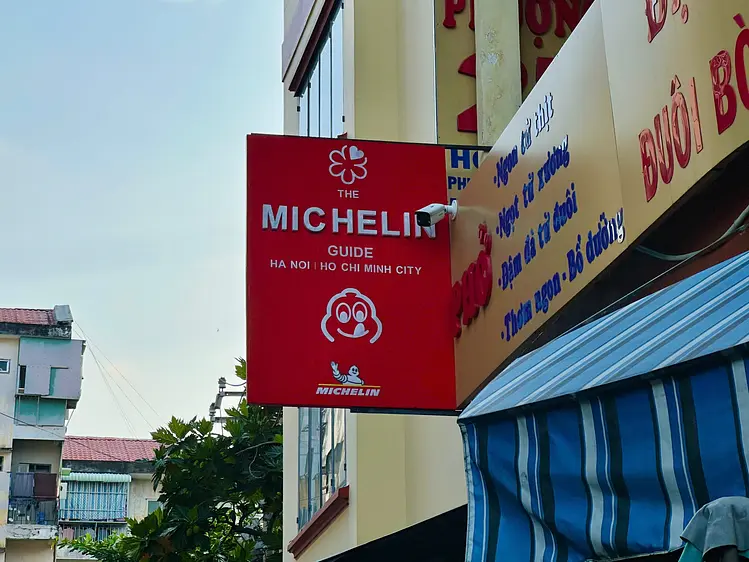 THE
MICHELIN
GUIDE
HA NOI | HO CHI MINH CITY
MICHELIN
PHỞ
·Ngon từ thịt
·Ngọt từ xương
·Đậm đà từ đuôi
·Thơm ngon - Bổ dưỡng
ĐUÔI BÒ